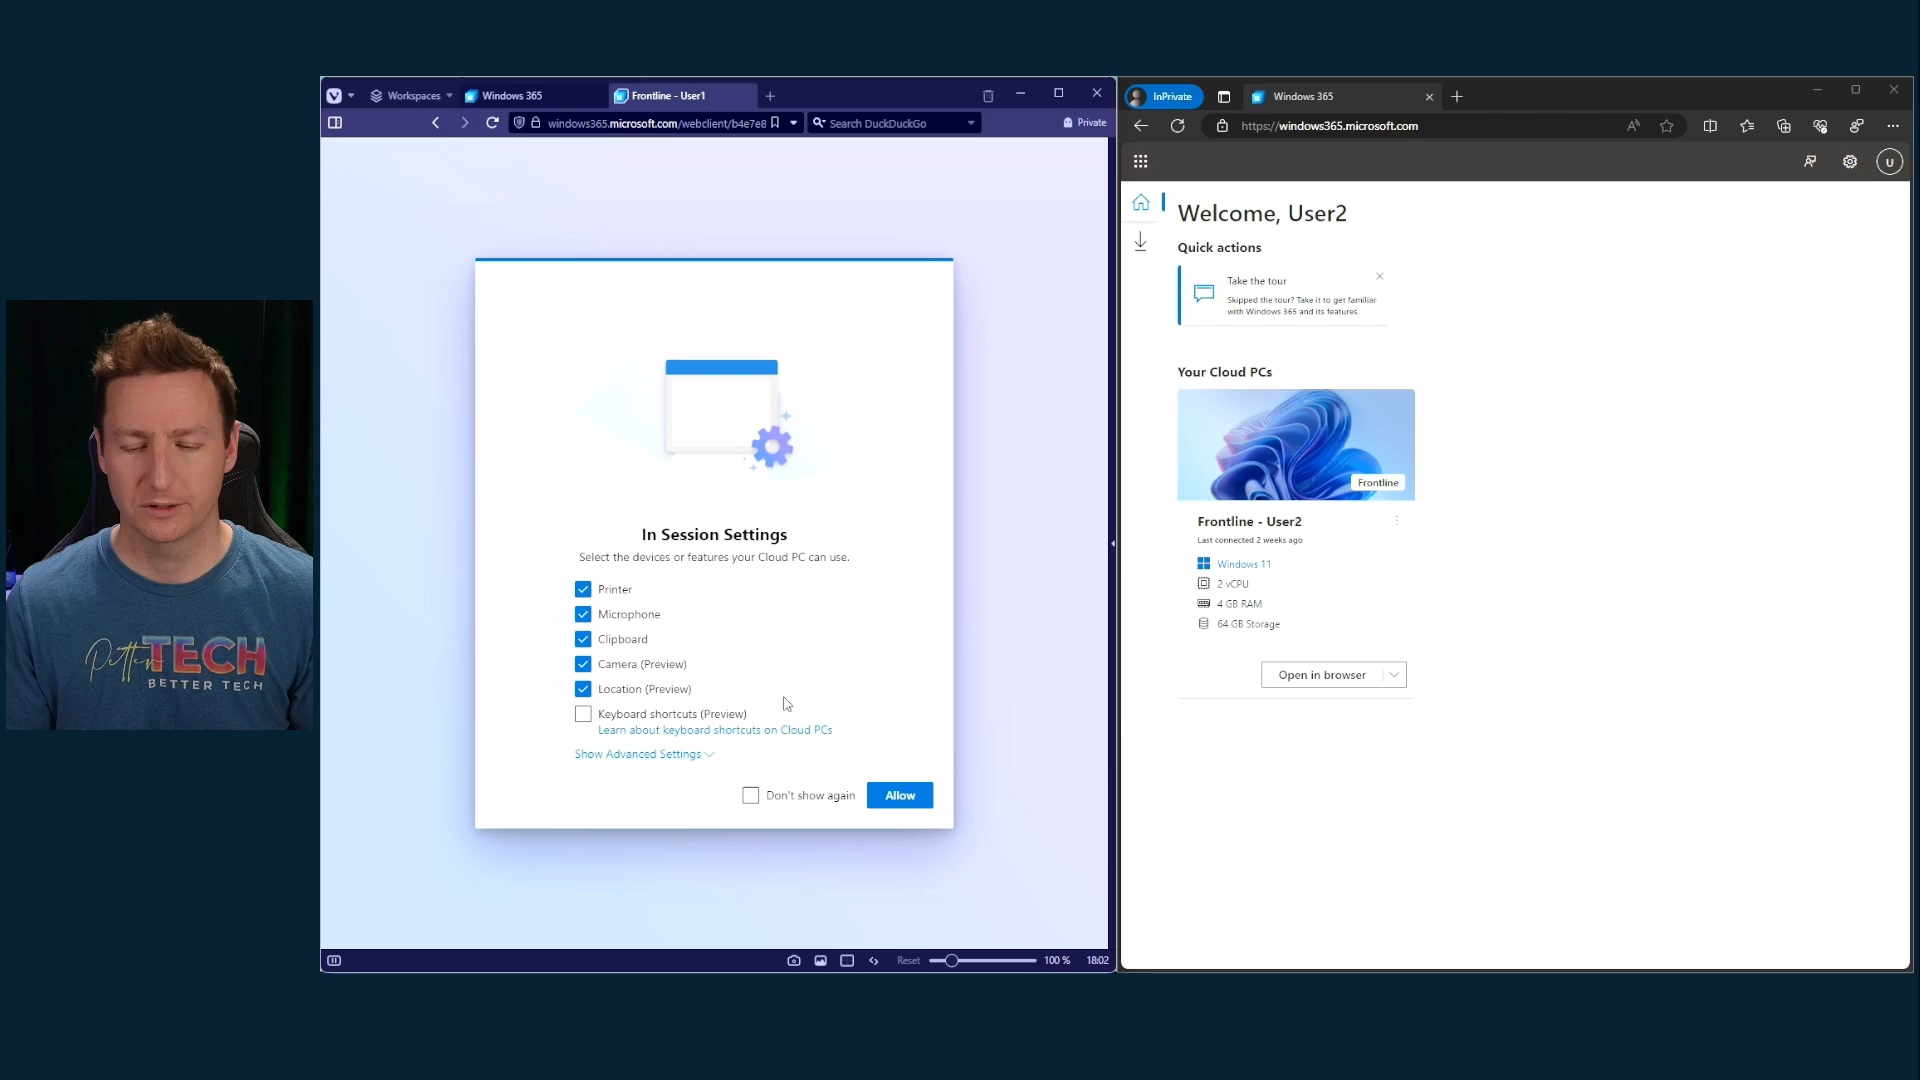 Workspaces
Windows 365
Frontline - User1
windows365.microsoft.com/webclient/b4e7e8
Search DuckDuckGo
Private
In Session Settings
Select the devices or features your Cloud PC can use.
Printer
Microphone
Clipboard
Camera (Preview)
Location (Preview)
Keyboard shortcuts (Preview)
Learn about keyboard shortcuts on Cloud PCs
Show Advanced Settings
Don't show again
Allow
Reset
100 %
18:02
InPrivate
Windows 365
https://windows365.microsoft.com
U
Welcome, User2
Quick actions
Take the tour
Skipped the tour? Take it to get familiar
with Windows 365 and its features.
Your Cloud PCs
Frontline
Frontline - User2
Last connected 2 weeks ago
Windows 11
2 vCPU
4 GB RAM
64 GB Storage
Open in browser
Petter
TECH
BETTER TECH